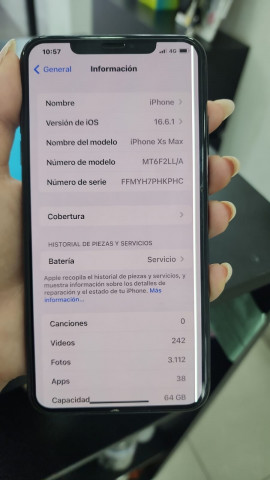 10:57
4G
General
Información
Nombre
iPhone
Versión de iOS
16.6.1
Nombre del modelo
iPhone Xs Max
Número de modelo
MT6F2LL/A
Número de serie
FFMYH7PHKPHC
Cobertura
HISTORIAL DE PIEZAS Y SERVICIOS
Batería
Servicio
Apple recopila el historial de piezas y servicios, y
muestra información sobre los detalles de
reparación y el estado de tu iPhone. Más
información...
Canciones
0
Videos
242
Fotos
3,112
Apps
38
Capacidad
64 GB